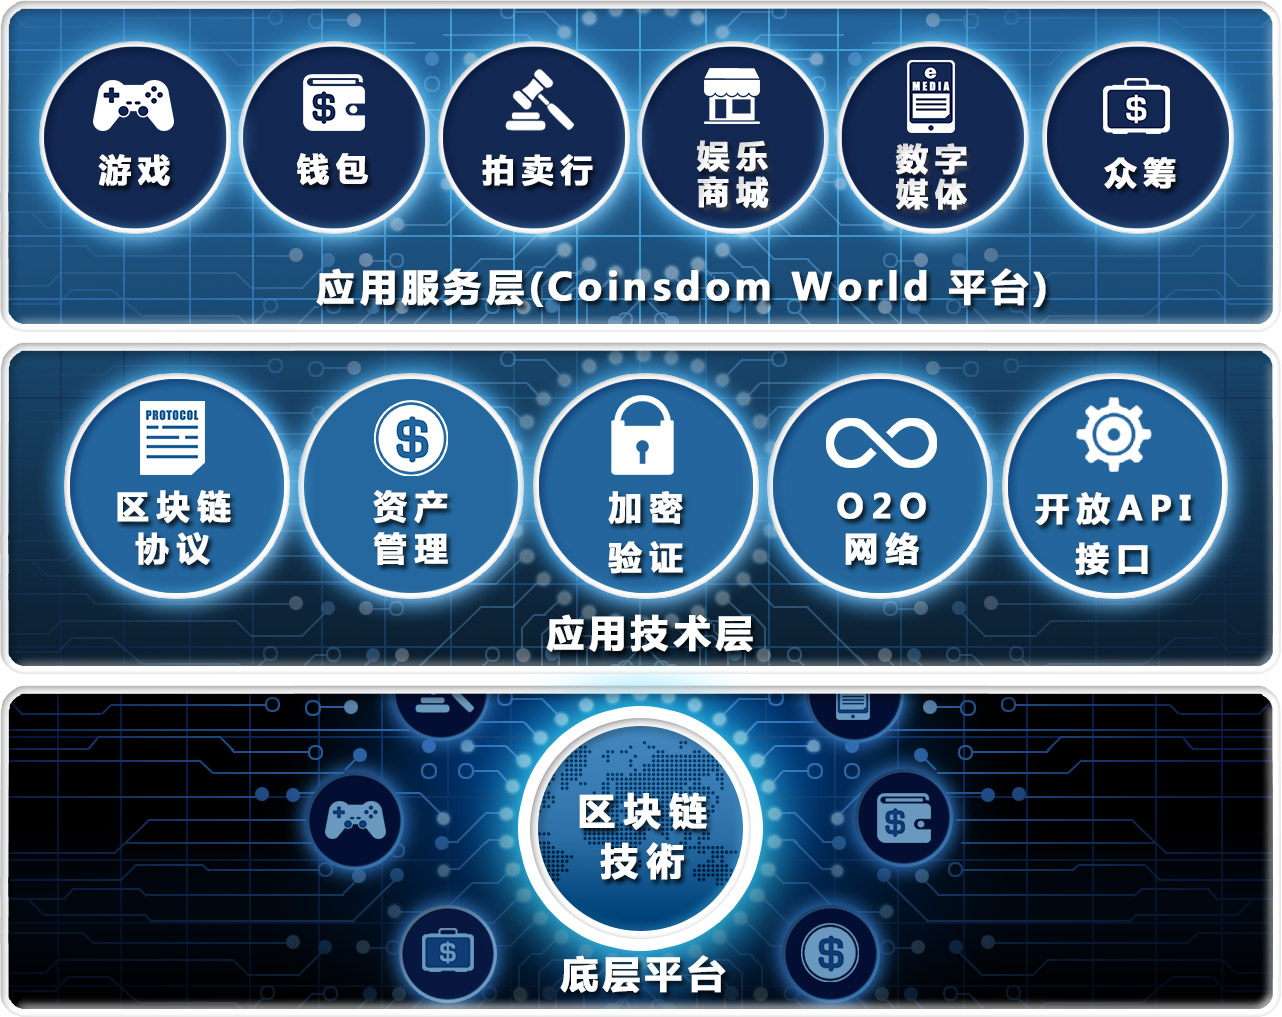 e
MEDIA
游戏
钱包
拍卖行
娱乐
商城
数字
媒体
众筹
$
$
应用服务层(Coinsdom World 平台)
PROTOCOL
$
区块链
协议
资产
管理
加密
验证
O2O
网络
开放API
接口
应用技术层
区块链
技術
$
$
$
底层平台